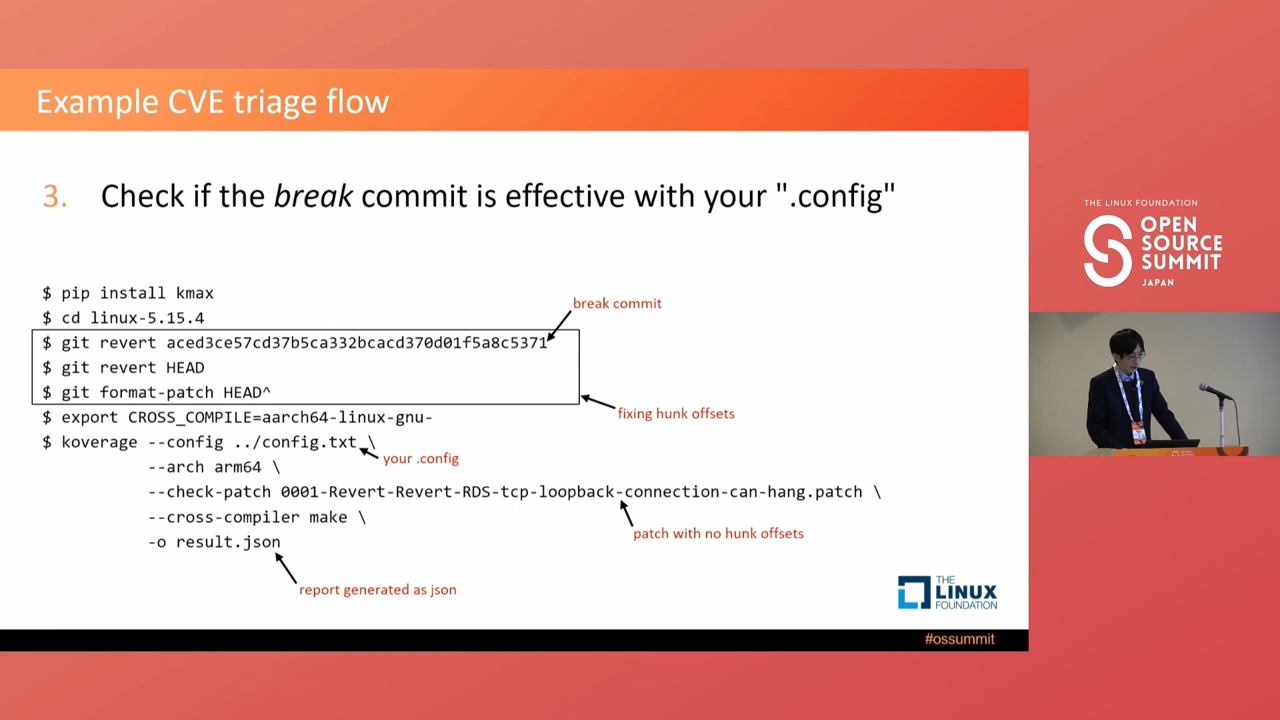 Example CVE triage flow
3. Check if the break commit is effective with your ".config"
$ pip install kmax
break commit
$ cd linux-5.15.4
$ git revert aced3ce57cd37b5ca332bcacd370d01f5a8c5371
$ git revert HEAD
$ git format-patch HEAD^
fixing hunk offsets
$ export CROSS_COMPILE=aarch64-linux-gnu-
$ koverage --config ../config.txt \
your .config
--arch arm64 \
--check-patch 0001-Revert-Revert-RDS-tcp-loopback-connection-can-hang.patch \
--cross-compiler make \
patch with no hunk offsets
-o result.json
report generated as json
THE
LINUX
FOUNDATION
#ossummit
THE LINUX FOUNDATION
OPEN
SOURCE
SUMMIT
JAPAN